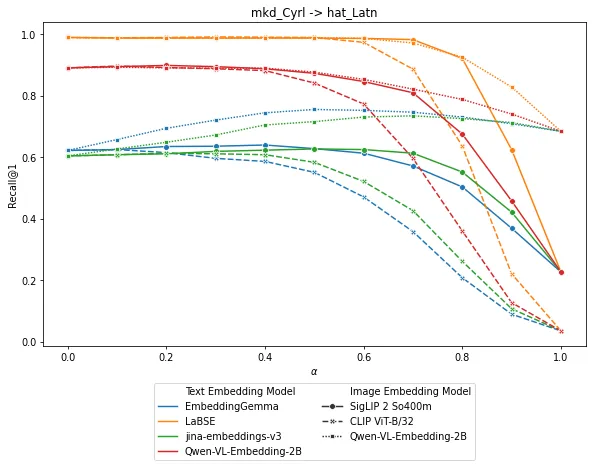 mkd_Cyrl -> hat_Latn
Recall@1
1.0
0.8
0.6
0.4
0.2
0.0
0.0 0.2 0.4 0.6 0.8 1.0
α
Text Embedding Model Image Embedding Model
EmbeddingGemma SigLIP 2 So400m
LaBSE CLIP ViT-B/32
jina-embeddings-v3 Qwen-VL-Embedding-2B
Qwen-VL-Embedding-2B